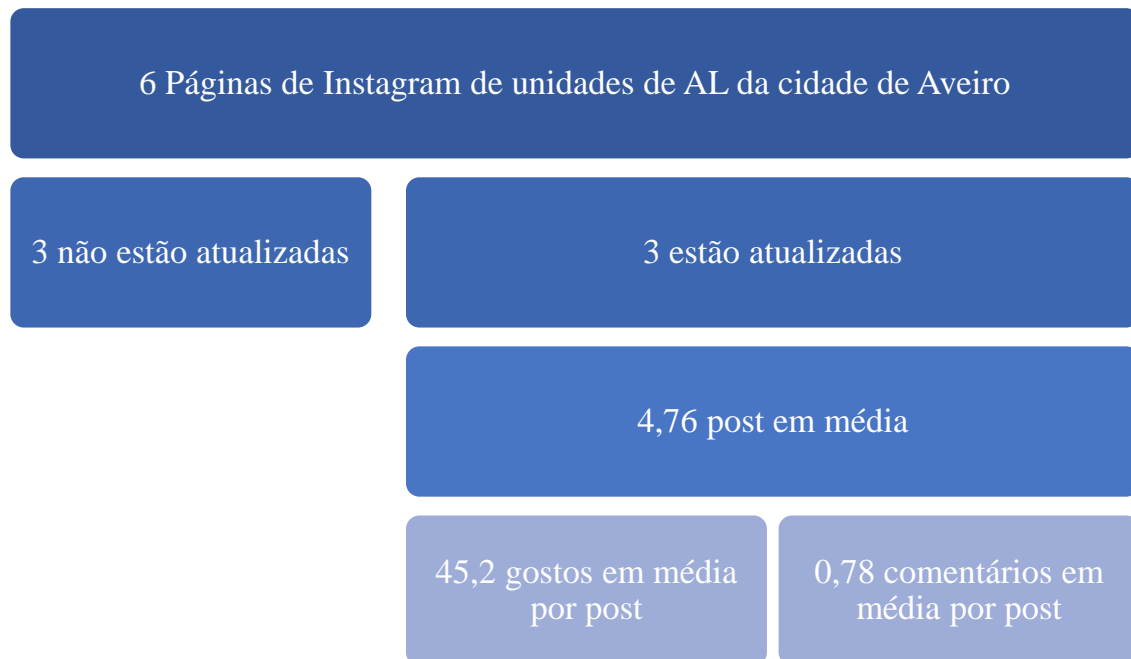 6 Páginas de Instagram de unidades de AL da cidade de Aveiro
3 não estão atualizadas
3 estão atualizadas
4,76 post em média
45,2 gostos em média
por post
0,78 comentários em
média por post